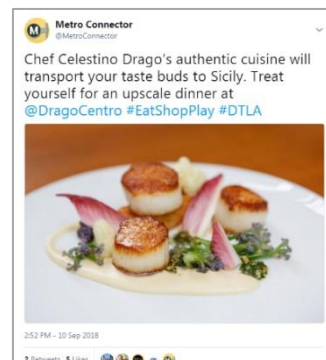 Metro Connector
@MetroConnector
Chef Celestino Drago's authentic cuisine will
transport your taste buds to Sicily. Treat
yourself for an upscale dinner at
@DragoCentro #EatShopPlay #DTLA
2:52 PM - 10 Sep 2018
2 Retweets 5 Likes